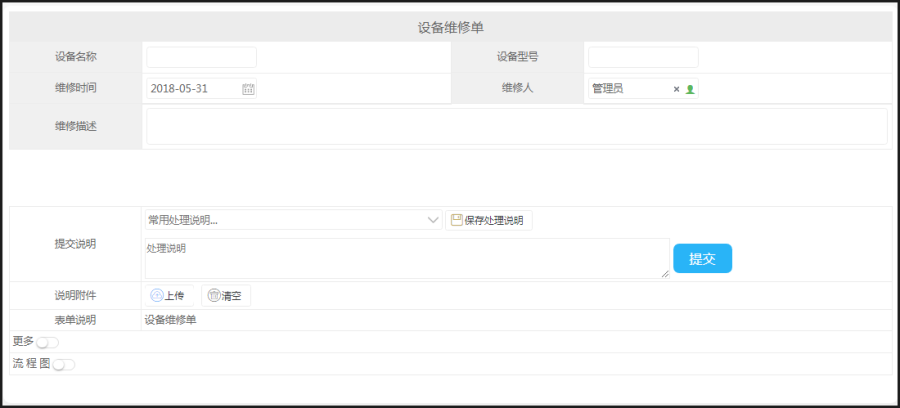 设备维修单
设备名称 设备型号
维修时间 2018-05-31 维修人 管理员 ×
维修描述
常用处理说明... 保存处理说明
提交说明
处理说明
提交
说明附件 上传 清空
表单说明 设备维修单
更多
流 程 图